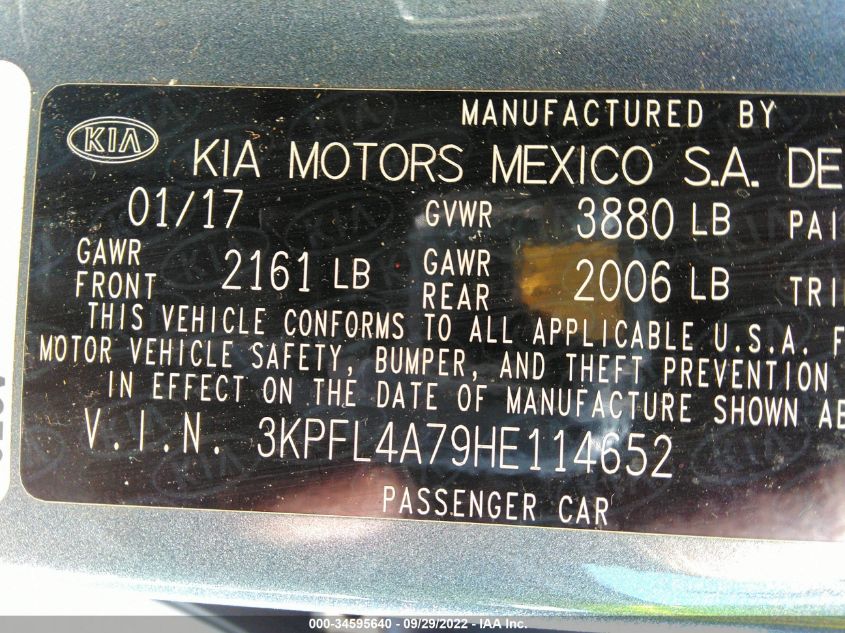 MANUFACTURED BY
KIA KIA MOTORS MEXICO S.A. DE
01/17 GVWR 3880 LB
GAWR FRONT 2161 LB GAWR REAR 2006 LB
THIS VEHICLE CONFORMS TO ALL APPLICABLE U.S.A. F
MOTOR VEHICLE SAFETY, BUMPER, AND THEFT PREVENTION
IN EFFECT ON THE DATE OF MANUFACTURE SHOWN AB
V.I.N. 3KPFL4A79HE114652
PASSENGER CAR
000-34595640 - 09/29/2022 - IAA Inc.